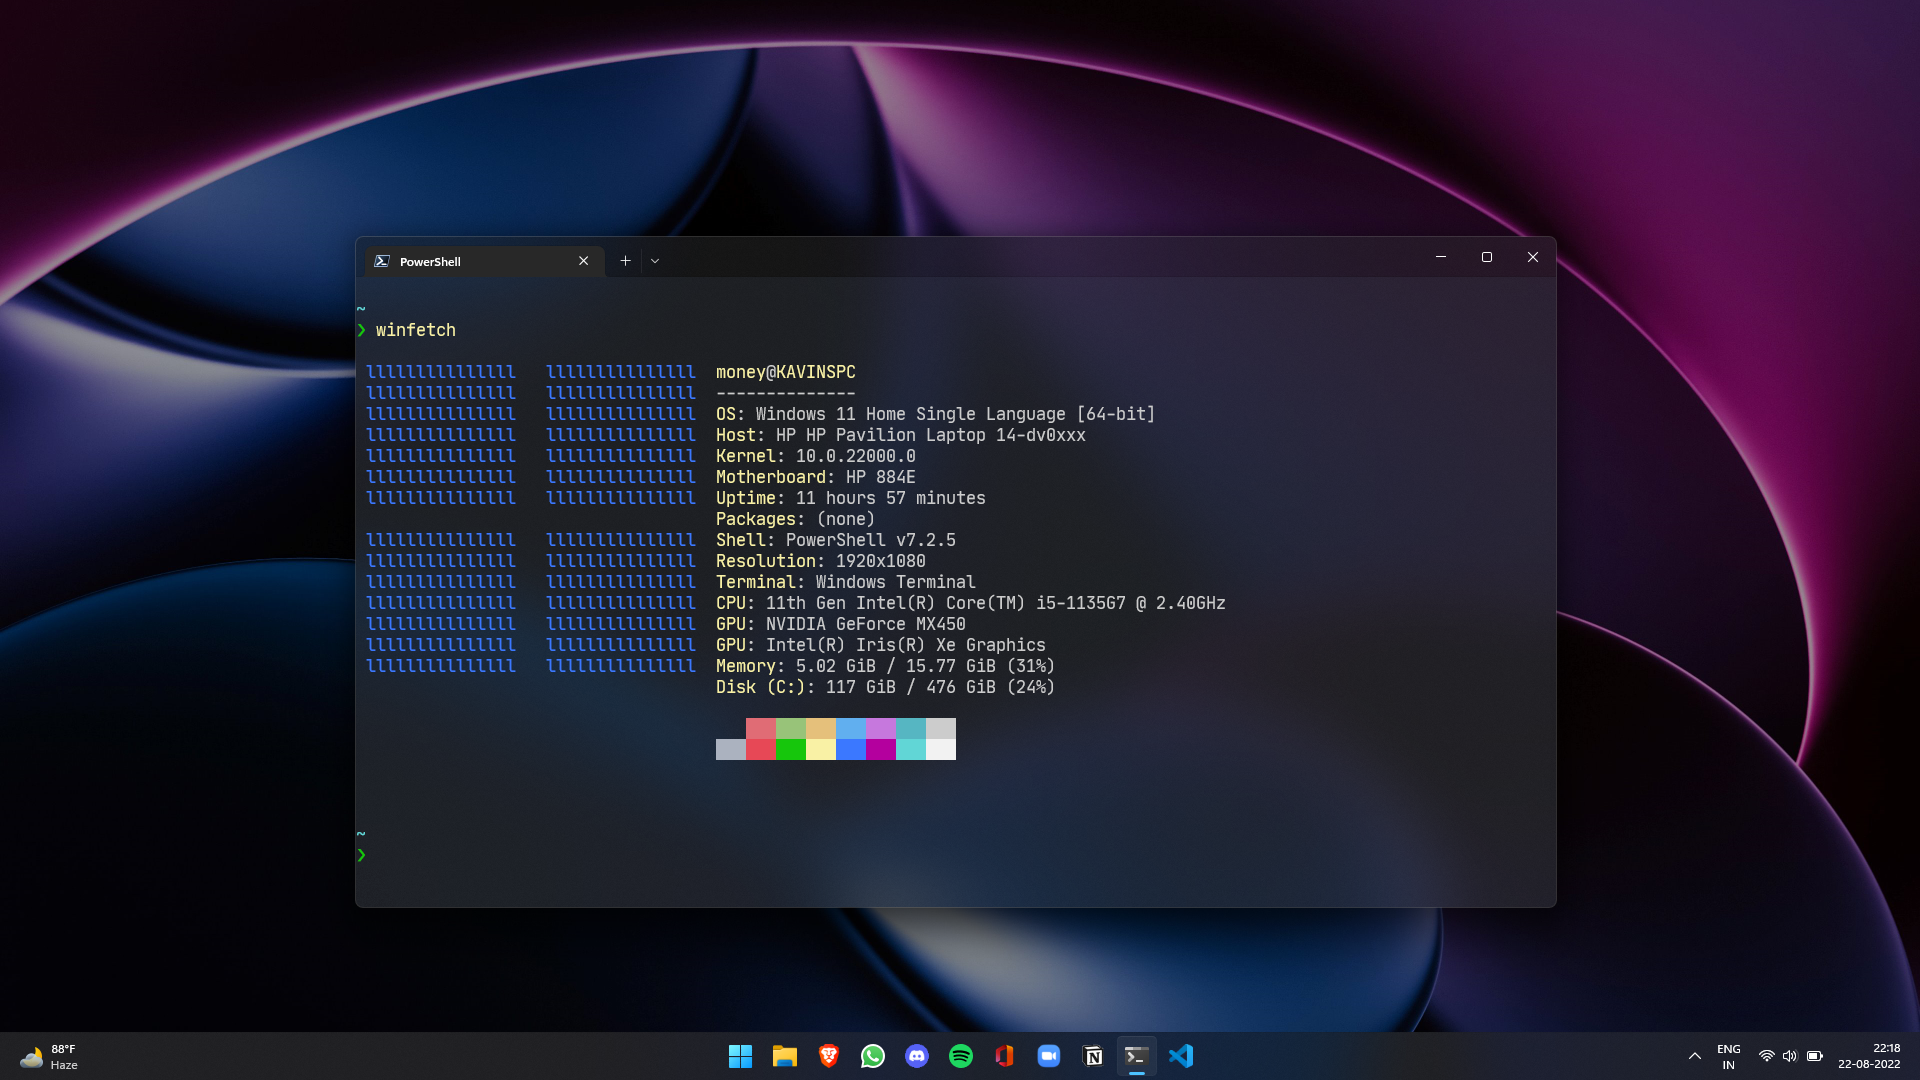 PowerShell
~
❯ winfetch
lllllllllllllll   lllllllllllllll  money@KAVINSPC
lllllllllllllll   lllllllllllllll  --------------
lllllllllllllll   lllllllllllllll  OS: Windows 11 Home Single Language [64-bit]
lllllllllllllll   lllllllllllllll  Host: HP HP Pavilion Laptop 14-dv0xxx
lllllllllllllll   lllllllllllllll  Kernel: 10.0.22000.0
lllllllllllllll   lllllllllllllll  Motherboard: HP 884E
lllllllllllllll   lllllllllllllll  Uptime: 11 hours 57 minutes
Packages: (none)
lllllllllllllll   lllllllllllllll  Shell: PowerShell v7.2.5
lllllllllllllll   lllllllllllllll  Resolution: 1920x1080
lllllllllllllll   lllllllllllllll  Terminal: Windows Terminal
lllllllllllllll   lllllllllllllll  CPU: 11th Gen Intel(R) Core(TM) i5-1135G7 @ 2.40GHz
lllllllllllllll   lllllllllllllll  GPU: NVIDIA GeForce MX450
lllllllllllllll   lllllllllllllll  GPU: Intel(R) Iris(R) Xe Graphics
lllllllllllllll   lllllllllllllll  Memory: 5.02 GiB / 15.77 GiB (31%)
Disk (C:): 117 GiB / 476 GiB (24%)
~
❯
88°F
Haze
ENG
IN
22:18
22-08-2022